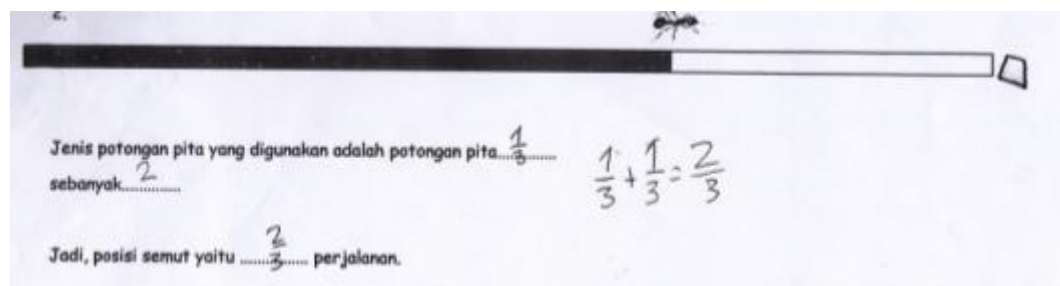 Jenis potongan pita yang digunakan adalah potongan pita...1/3.......
sebanyak...2..........
1/3 + 1/3 = 2/3
Jadi, posisi semut yaitu .......2/3...... perjalanan.